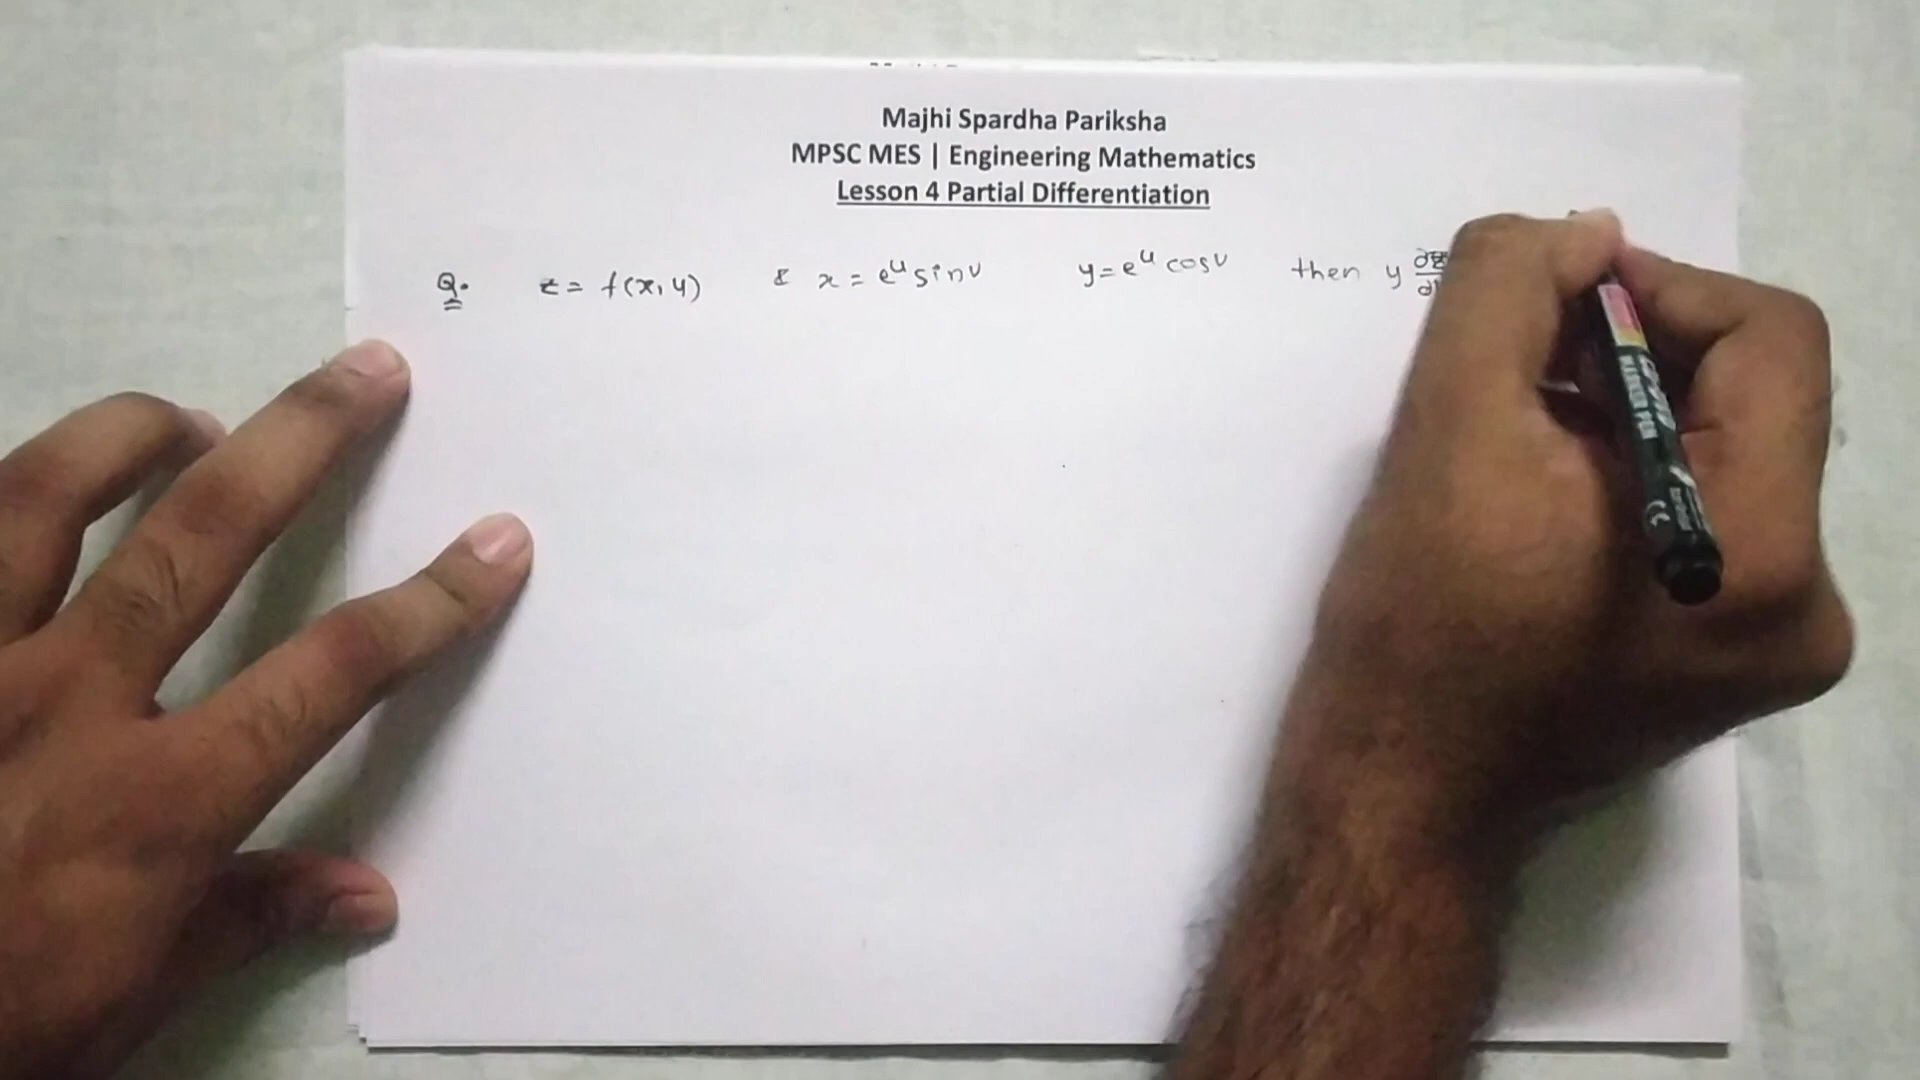 Majhi Spardha Pariksha
MPSC MES | Engineering Mathematics
Lesson 4 Partial Differentiation
Q. z = f(x, y) & x = e^u sin v y = e^u cos v then y ∂z